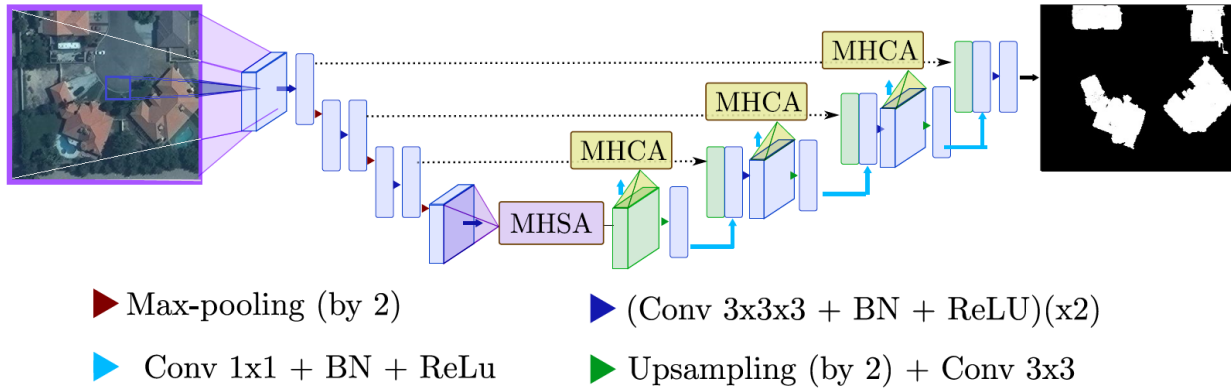 MHCA
MHCA
MHCA
MHSA
Max-pooling (by 2)
(Conv 3x3x3 + BN + ReLU)(x2)
Conv 1x1 + BN + ReLu
Upsampling (by 2) + Conv 3x3